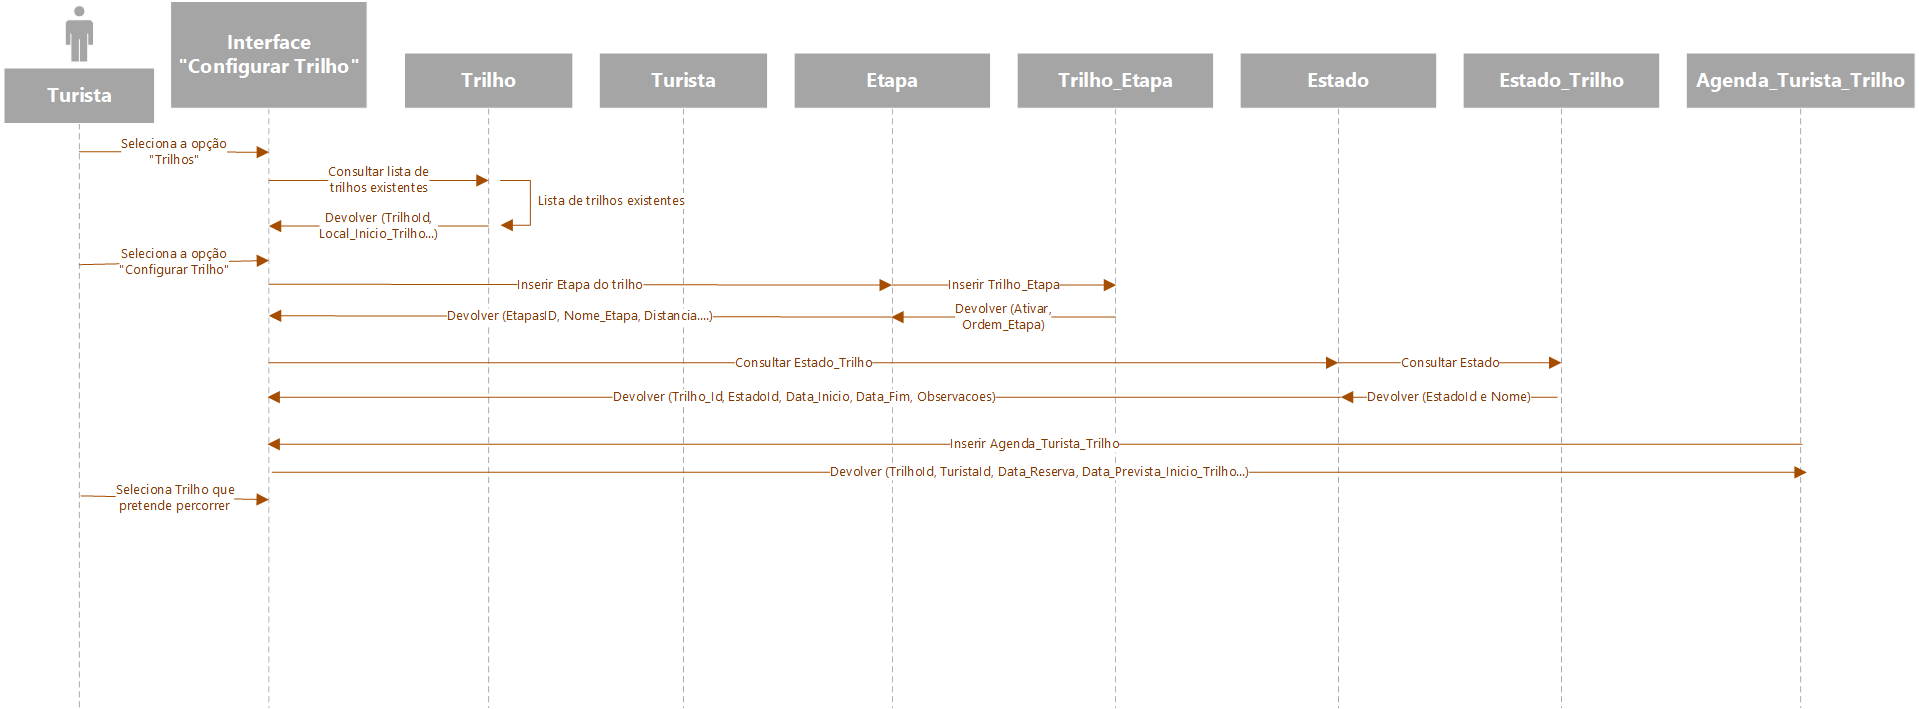 Turista
Interface
"Configurar Trilho"
Trilho
Turista
Etapa
Trilho_Etapa
Estado
Estado_Trilho
Agenda_Turista_Trilho
Seleciona a opção
"Trilhos"
Consultar lista de
trilhos existentes
Lista de trilhos existentes
Devolver (TrilhoId,
Local_Inicio_Trilho...)
Seleciona a opção
"Configurar Trilho"
Inserir Etapa do trilho
Inserir Trilho_Etapa
Devolver (EtapasID, Nome_Etapa, Distancia....)
Devolver (Ativar,
Ordem_Etapa)
Consultar Estado_Trilho
Consultar Estado
Devolver (Trilho_Id, EstadoId, Data_Inicio, Data_Fim, Observacoes)
Devolver (EstadoId e Nome)
Inserir Agenda_Turista_Trilho
Devolver (TrilhoId, TuristaId, Data_Reserva, Data_Prevista_Inicio_Trilho...)
Seleciona Trilho que
pretende percorrer